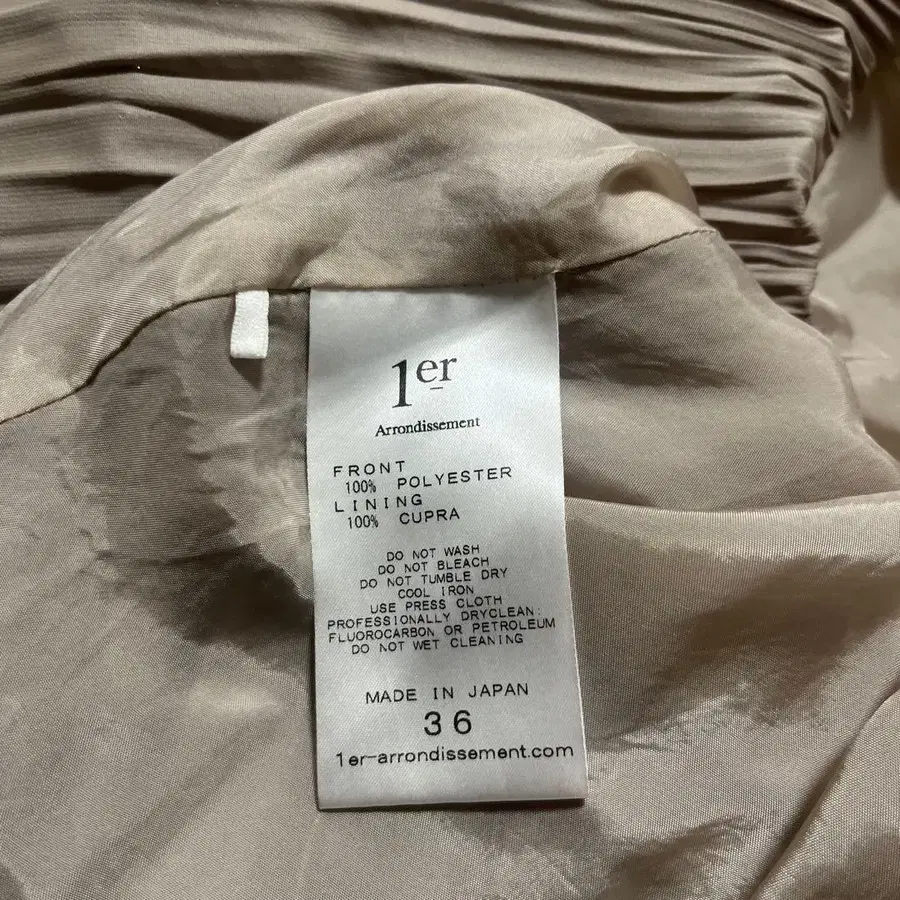 1er
Arrondissement
FRONT
100% POLYESTER
LINING
100% CUPRA
DO NOT WASH
DO NOT BLEACH
DO NOT TUMBLE DRY
COOL IRON
USE PRESS CLOTH
PROFESSIONALLY DRYCLEAN:
FLUOROCARBON OR PETROLEUM
DO NOT WET CLEANING
MADE IN JAPAN
36
1er-arrondissement.com